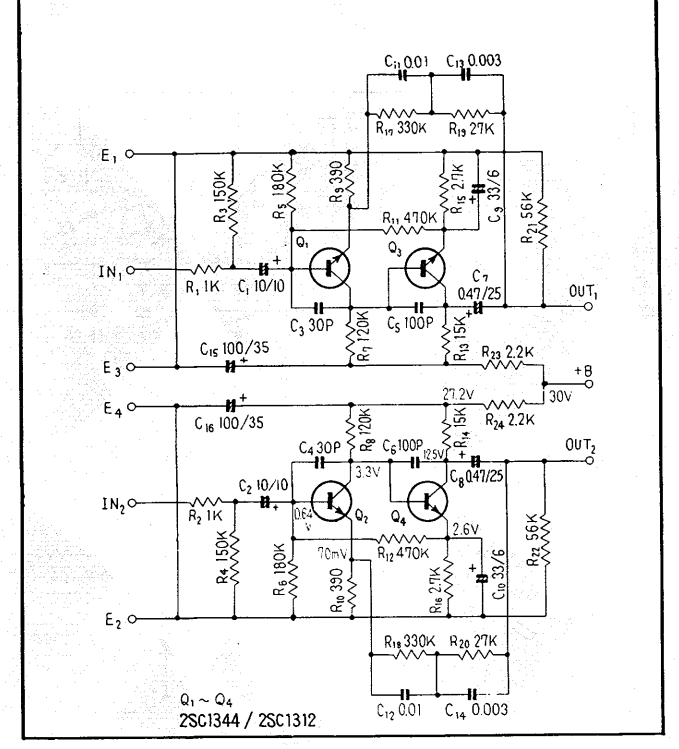 C₁₁ 0.01
C₁₃ 0.003
R₁₇ 330K
R₁₉ 27K
E₁
R₃ 150K
R₅ 180K
R₉ 390
R₁₅ 2.7K
C₉ 33/6
+
R₂₁ 56K
R₁₁ 470K
Q₁
Q₃
IN₁
R₁ 1K
C₁ 10/10
+
C₇
0.47/25
+
OUT₁
C₃ 30P
R₇ 120K
C₅ 100P
R₁₃ 15K
C₁₅ 100/35
+
R₂₃ 2.2K
E₃
+B
E₄
C₁₆ 100/35
+
27.2V
R₂₄ 2.2K
30V
R₈ 120K
R₁₄ 15K
C₄ 30P
C₆ 100P
12.5V
+
OUT₂
C₂ 10/10
+
3.3V
C₈ 0.47/25
IN₂
R₂ 1K
0.64
V
Q₂
Q₄
2.6V
R₄ 150K
R₆ 180K
70mV
R₁₂ 470K
R₁₀ 390
R₁₆ 2.7K
+
C₁₀ 33/6
R₂₂ 56K
E₂
R₁₈ 330K
R₂₀ 27K
C₁₂ 0.01
C₁₄ 0.003
Q₁ ~ Q₄
2SC1344 / 2SC1312